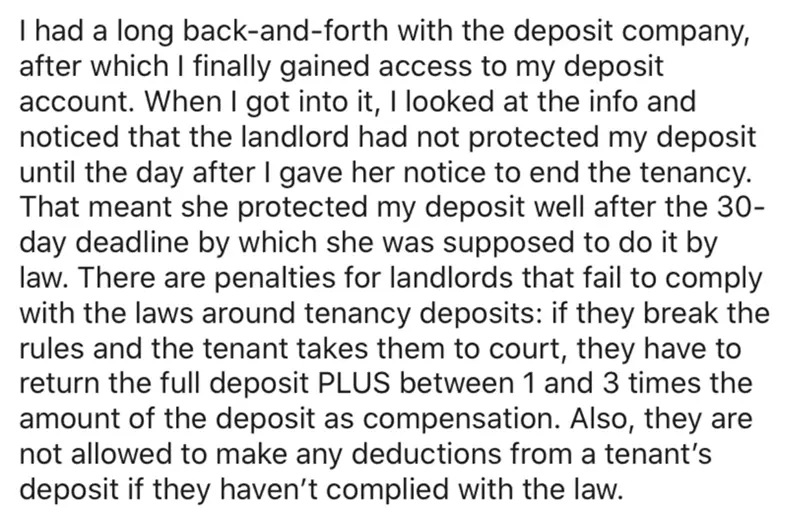 I had a long back-and-forth with the deposit company,
after which I finally gained access to my deposit
account. When I got into it, I looked at the info and
noticed that the landlord had not protected my deposit
until the day after I gave her notice to end the tenancy.
That meant she protected my deposit well after the 30-
day deadline by which she was supposed to do it by
law. There are penalties for landlords that fail to comply
with the laws around tenancy deposits: if they break the
rules and the tenant takes them to court, they have to
return the full deposit PLUS between 1 and 3 times the
amount of the deposit as compensation. Also, they are
not allowed to make any deductions from a tenant’s
deposit if they haven’t complied with the law.